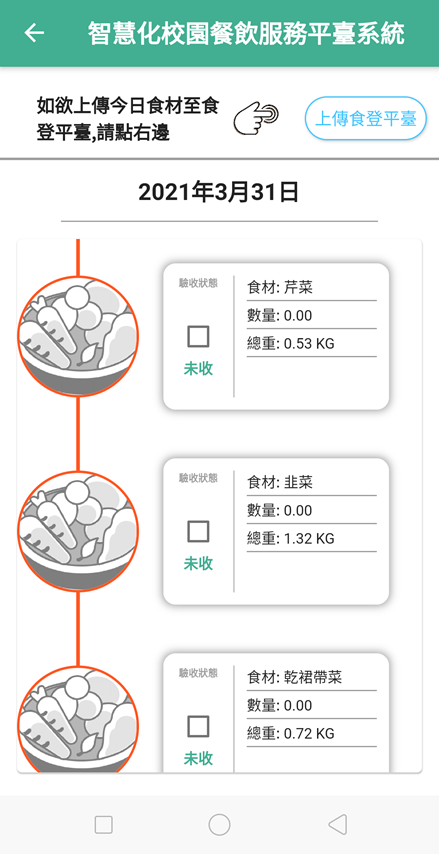 智慧化校園餐飲服務平臺系統
如欲上傳今日食材至食
登平臺,請點右邊
上傳食登平臺
2021年3月31日
驗收狀態
未收
食材: 芹菜
數量: 0.00
總重: 0.53 KG
驗收狀態
未收
食材: 韭菜
數量: 0.00
總重: 1.32 KG
驗收狀態
未收
食材: 乾裙帶菜
數量: 0.00
總重: 0.72 KG